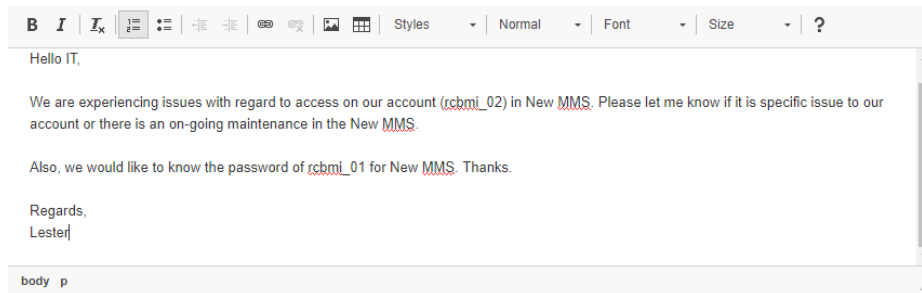 B I Tx Styles Normal Font Size ?
Hello IT,
We are experiencing issues with regard to access on our account (rcbmi_02) in New MMS. Please let me know if it is specific issue to our
account or there is an on-going maintenance in the New MMS.
Also, we would like to know the password of rcbmi_01 for New MMS. Thanks.
Regards,
Lester
body p